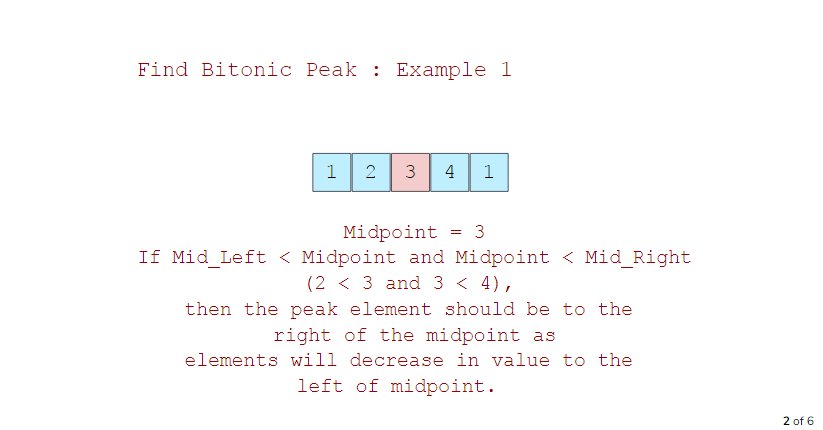 Find Bitonic Peak : Example 1
1 2 3 4 1
Midpoint = 3
If Mid_Left < Midpoint and Midpoint < Mid_Right
(2 < 3 and 3 < 4),
then the peak element should be to the
right of the midpoint as
elements will decrease in value to the
left of midpoint.
2 of 6